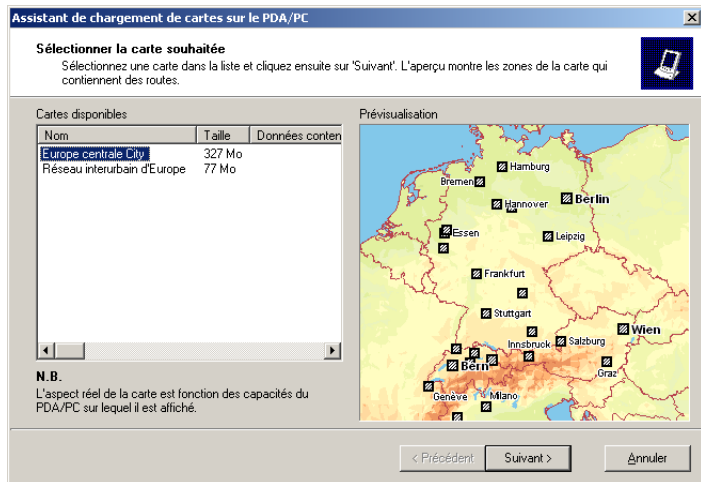 Assistant de chargement de cartes sur le PDA/PC
Sélectionner la carte souhaitée
Sélectionnez une carte dans la liste et cliquez ensuite sur 'Suivant'. L'aperçu montre les zones de la carte qui
contiennent des routes.
Cartes disponibles
Nom Taille Données conten
Europe centrale City 327 Mo
Réseau interurbain d'Europe 77 Mo
N.B.
L'aspect réel de la carte est fonction des capacités du
PDA/PC sur lequel il est affiché.
Prévisualisation
Hamburg
Bremen
Hannover
Berlin
Essen
Leipzig
Frankfurt
Stuttgart
Wien
Innsbruck
Salzburg
Bern
Graz
Genève
Milano
< Précédent
Suivant >
Annuler